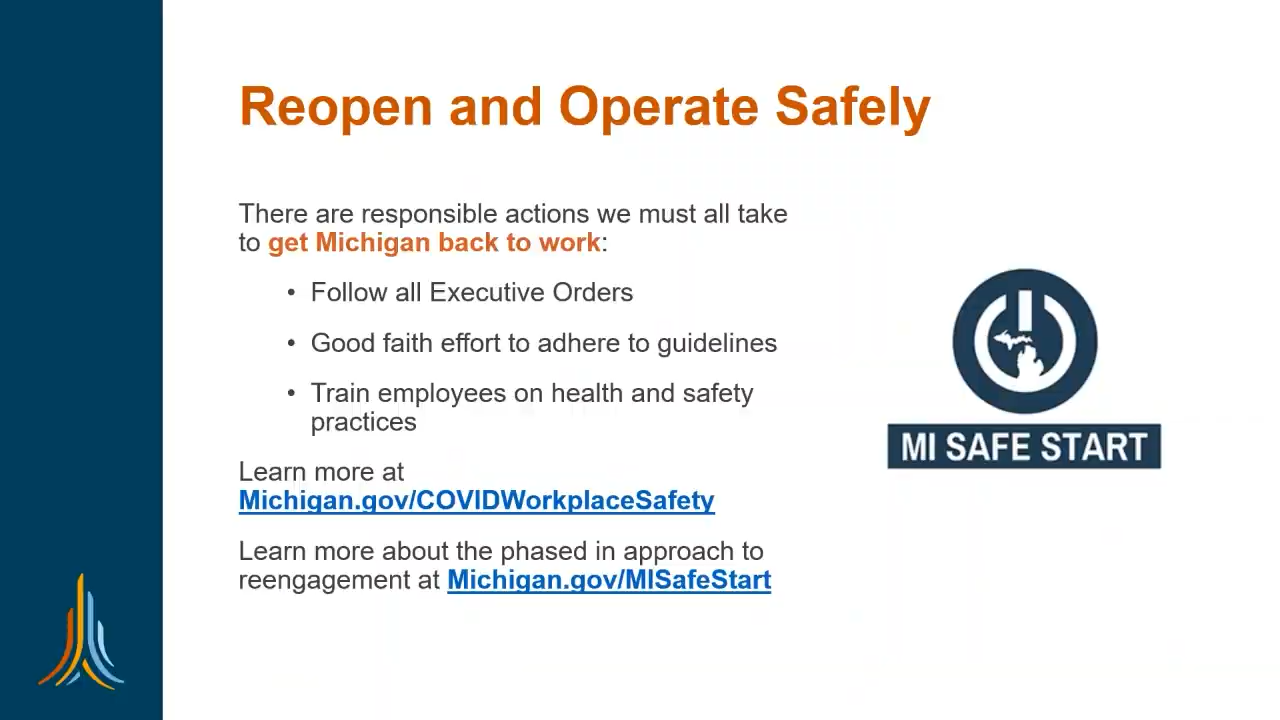 Reopen and Operate Safely
There are responsible actions we must all take
to get Michigan back to work:
• Follow all Executive Orders
• Good faith effort to adhere to guidelines
• Train employees on health and safety
practices
Learn more at
Michigan.gov/COVIDWorkplaceSafety
Learn more about the phased in approach to
reengagement at Michigan.gov/MISafeStart
MI SAFE START